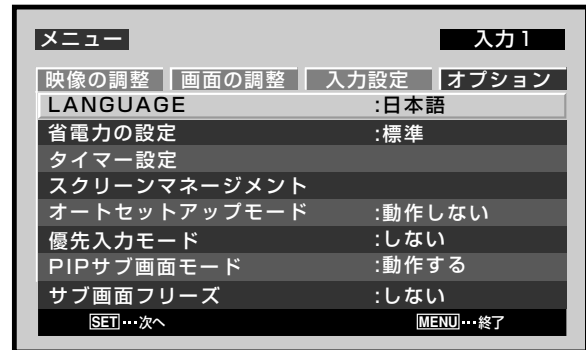 メニュー 入力1
映像の調整 画面の調整 入力設定 オプション
LANGUAGE :日本語
省電力の設定 :標準
タイマー設定
スクリーンマネージメント
オートセットアップモード :動作しない
優先入力モード :しない
PIPサブ画面モード :動作する
サブ画面フリーズ :しない
SET…次へ MENU…終了